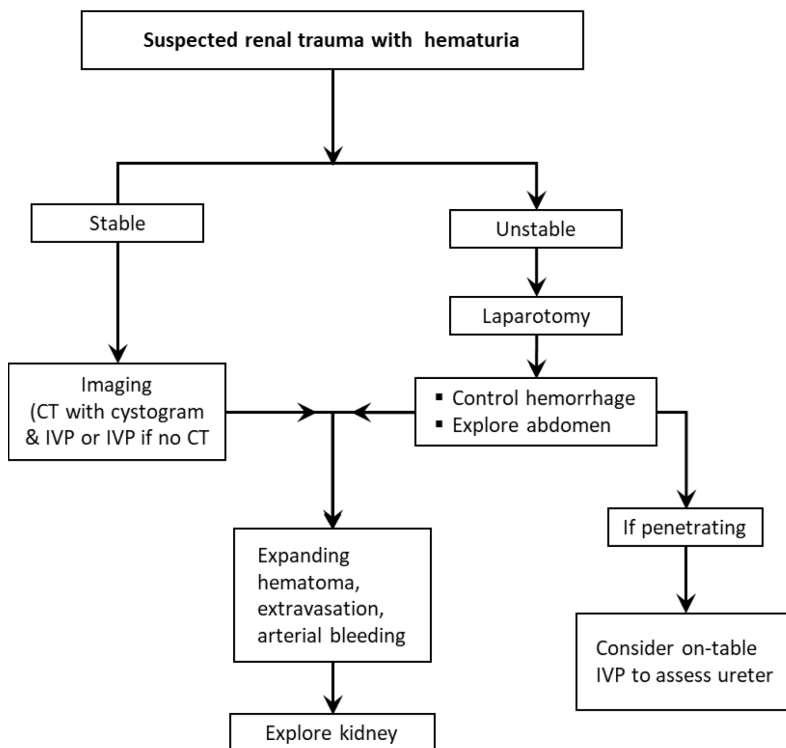 Suspected renal trauma with hematuria
Stable
Unstable
Laparotomy
Imaging
(CT with cystogram
& IVP or IVP if no CT
▪ Control hemorrhage
▪ Explore abdomen
If penetrating
Expanding
hematoma,
extravasation,
arterial bleeding
Consider on-table
IVP to assess ureter
Explore kidney